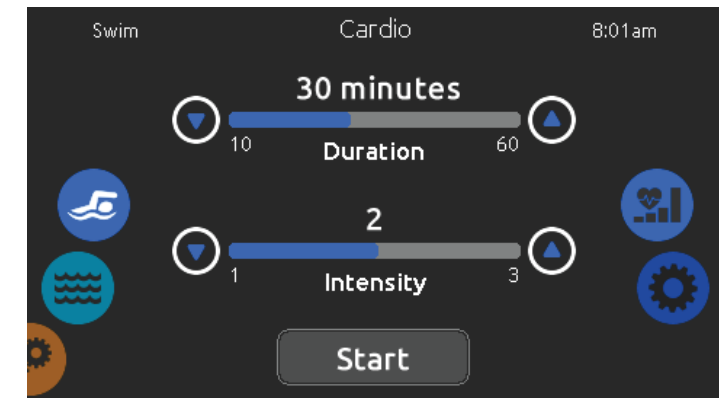 Swim Cardio 8:01am
30 minutes
10 Duration 60
2
1 Intensity 3
Start